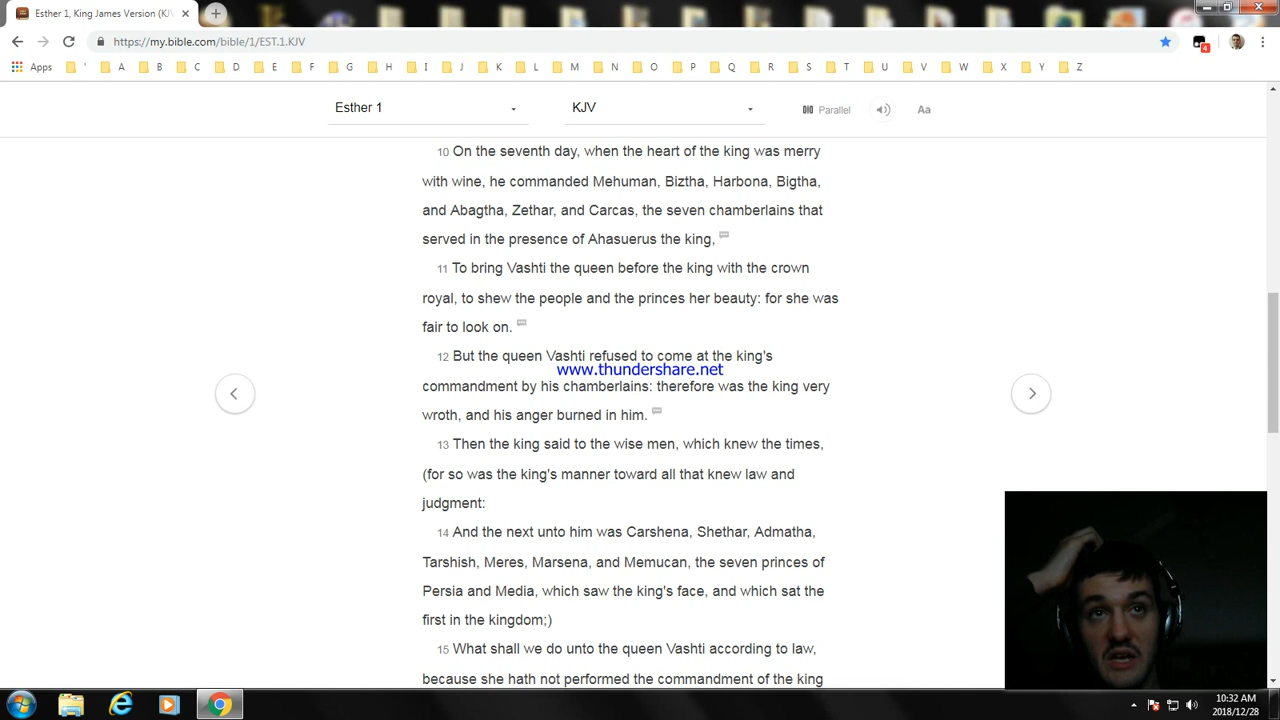 Esther 1, King James Version (KJV
https://my.bible.com/bible/1/EST.1.KJV
4
Apps ' A B C D E F G H I J K L M N O P Q R S T U V W X Y Z
Esther 1 KJV Parallel Aa
10 On the seventh day, when the heart of the king was merry
with wine, he commanded Mehuman, Biztha, Harbona, Bigtha,
and Abagtha, Zethar, and Carcas, the seven chamberlains that
served in the presence of Ahasuerus the king,
11 To bring Vashti the queen before the king with the crown
royal, to shew the people and the princes her beauty: for she was
fair to look on.
12 But the queen Vashti refused to come at the king's
www.thundershare.net
commandment by his chamberlains: therefore was the king very
wroth, and his anger burned in him.
13 Then the king said to the wise men, which knew the times,
(for so was the king's manner toward all that knew law and
judgment:
14 And the next unto him was Carshena, Shethar, Admatha,
Tarshish, Meres, Marsena, and Memucan, the seven princes of
Persia and Media, which saw the king's face, and which sat the
first in the kingdom;)
15 What shall we do unto the queen Vashti according to law,
because she hath not performed the commandment of the king
10:32 AM
2018/12/28